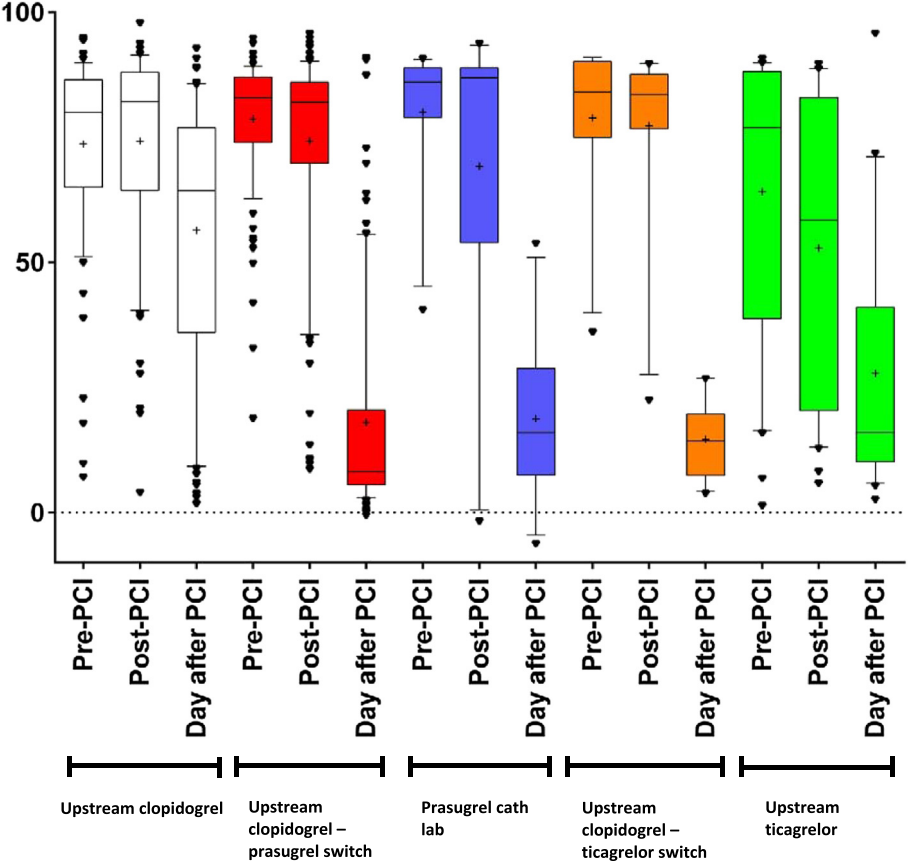 100
50
0
Pre-PCI
Post-PCI
Day after PCI
Pre-PCI
Post-PCI
Day after PCI
Pre-PCI
Post-PCI
Day after PCI
Pre-PCI
Post-PCI
Day after PCI
Pre-PCI
Post-PCI
Day after PCI
Upstream clopidogrel
Upstream
clopidogrel –
prasugrel switch
Prasugrel cath
lab
Upstream
clopidogrel –
ticagrelor switch
Upstream
ticagrelor